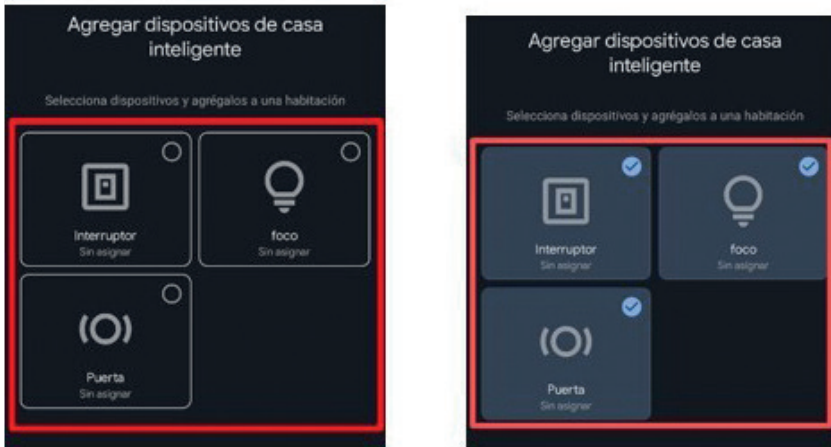 Agregar dispositivos de casa
inteligente
Selecciona dispositivos y agrégalos a una habitación
Interruptor
Sin asignar
foco
Sin asignar
Puerta
Sin asignar
Agregar dispositivos de casa
inteligente
Selecciona dispositivos y agrégalos a una habitación
Interruptor
Sin asignar
foco
Sin asignar
Puerta
Sin asignar